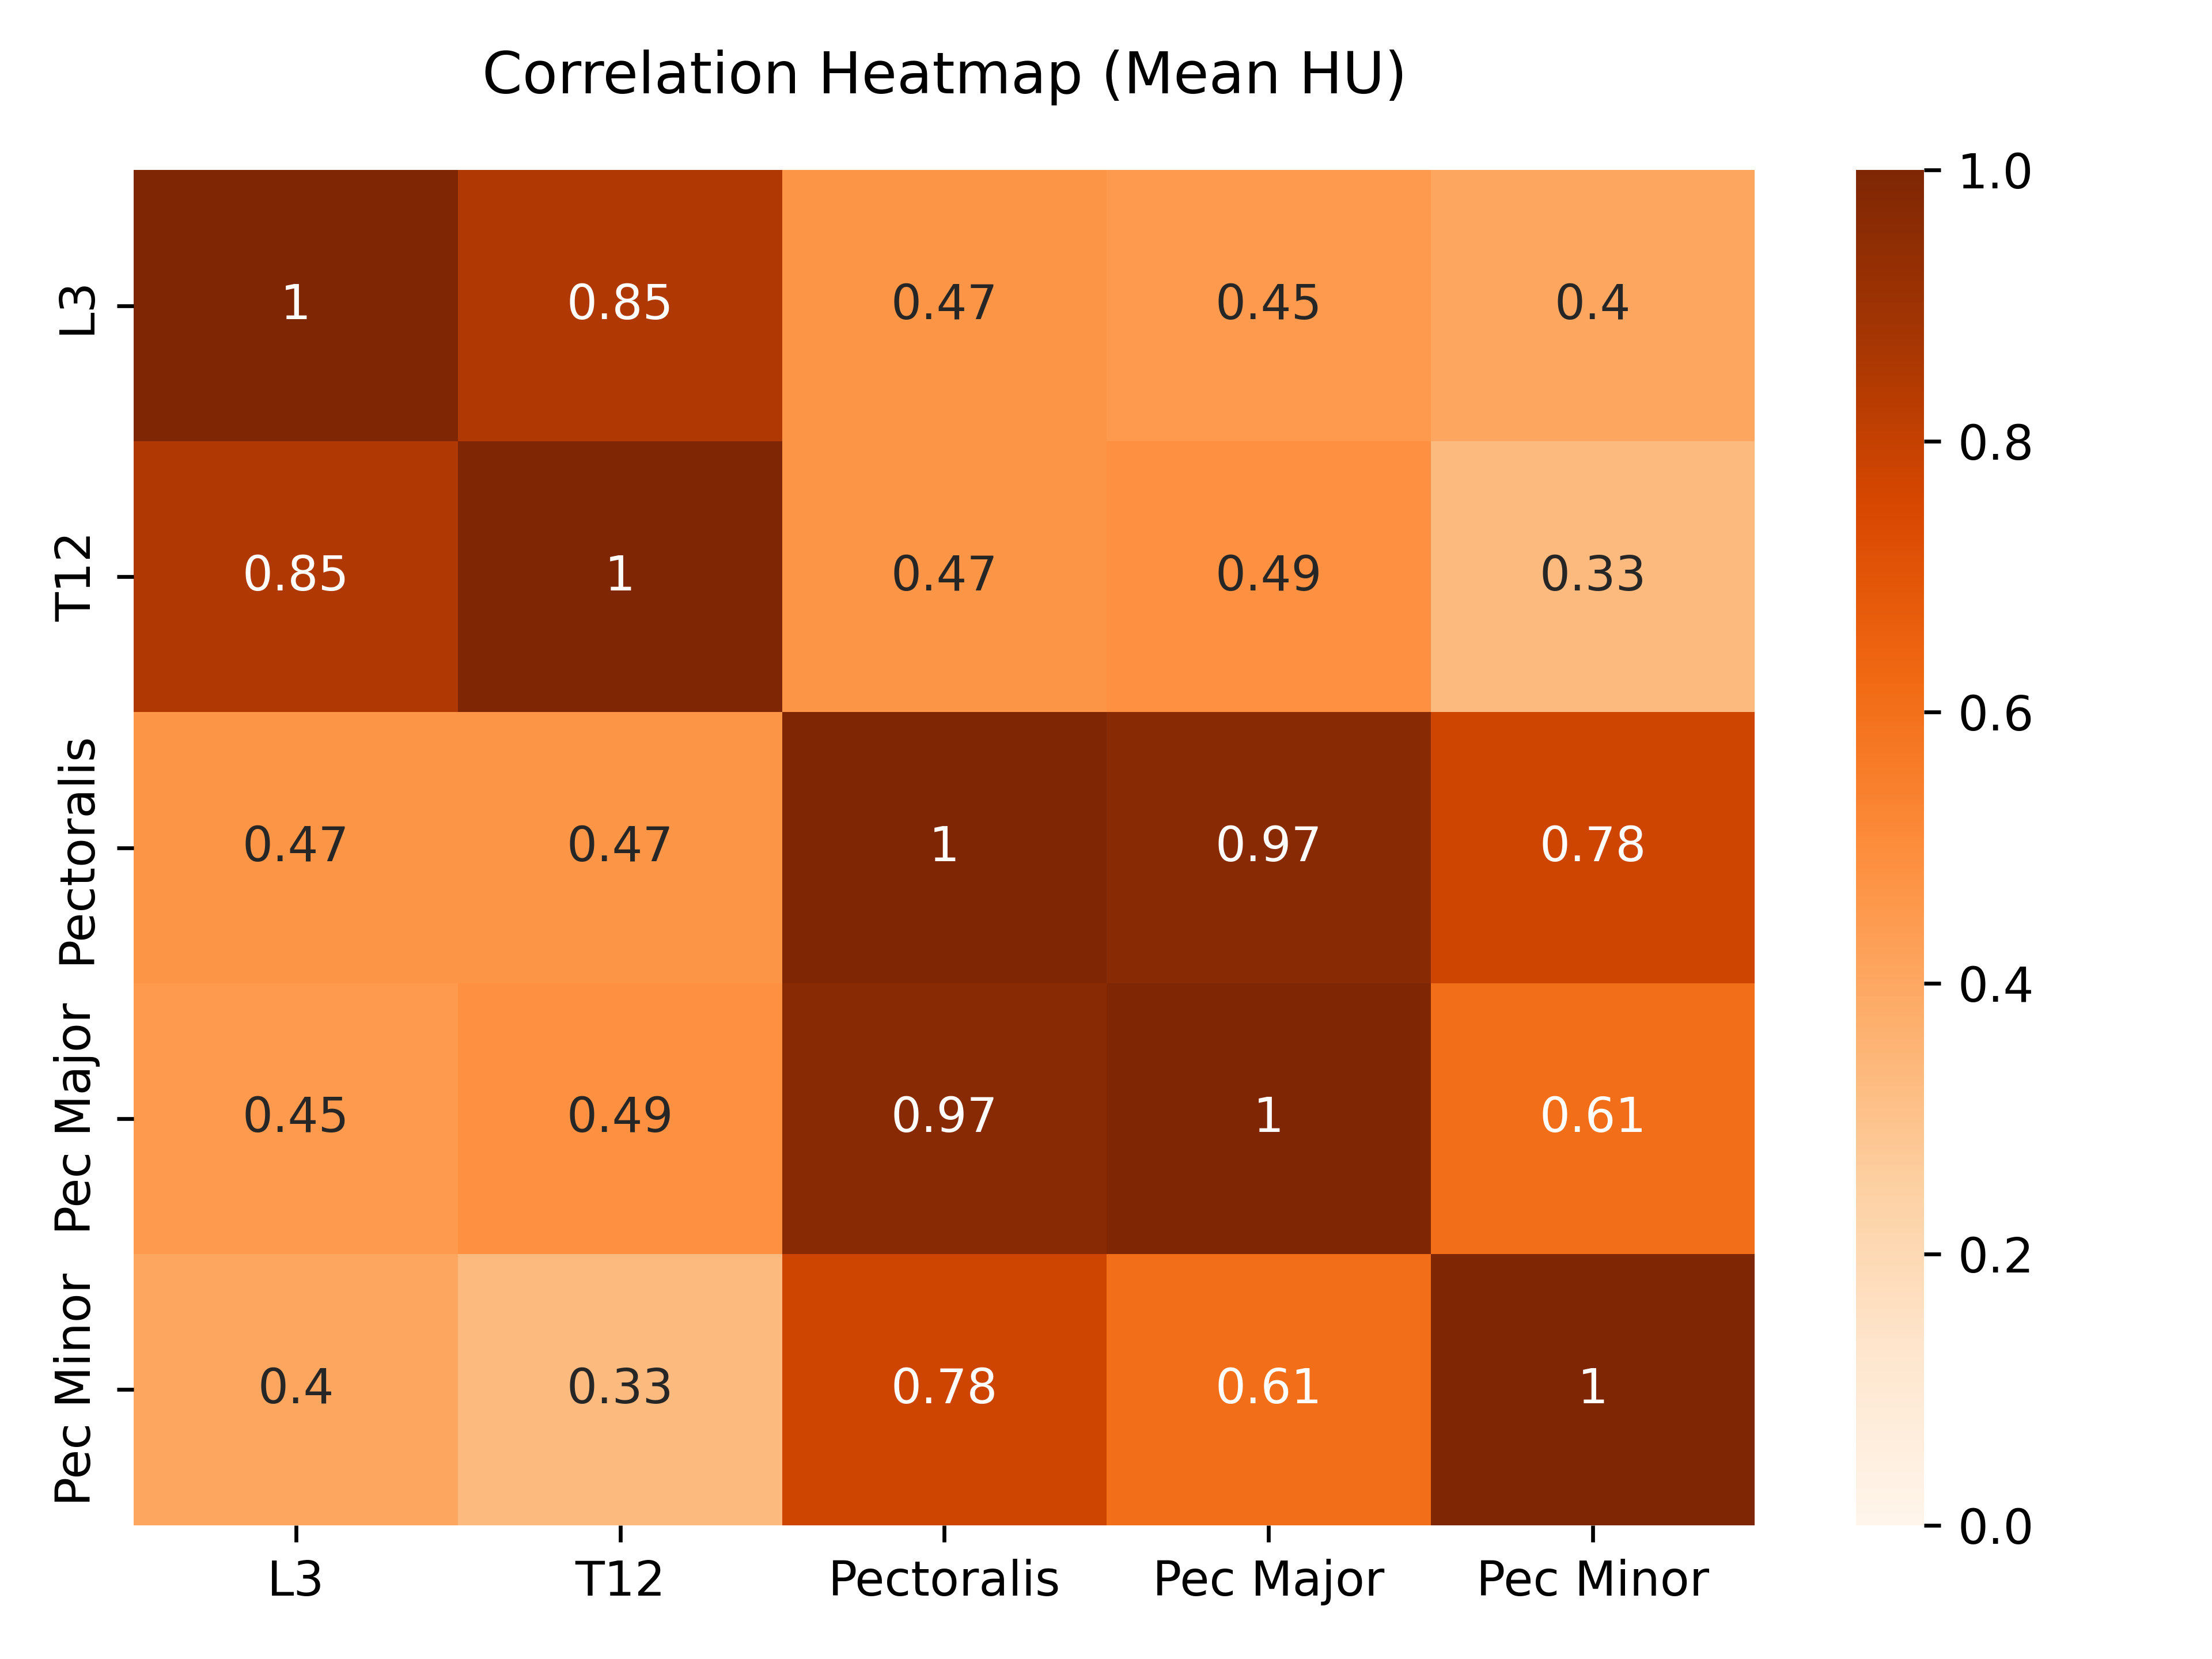 Correlation Heatmap (Mean HU)
L3 1 0.85 0.47 0.45 0.4
T12 0.85 1 0.47 0.49 0.33
Pectoralis 0.47 0.47 1 0.97 0.78
Pec Major 0.45 0.49 0.97 1 0.61
Pec Minor 0.4 0.33 0.78 0.61 1
L3 T12 Pectoralis Pec Major Pec Minor
1.0
0.8
0.6
0.4
0.2
0.0